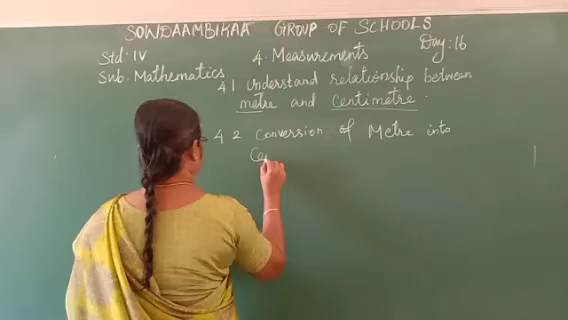 SOWDAAMBIKAA GROUP OF SCHOOLS
Std: IV
4. Measurements
Day: 16
Sub: Mathematics
4.1 Understand relationship between
metre and centimetre.
4.2 Conversion of Metre into
Ce